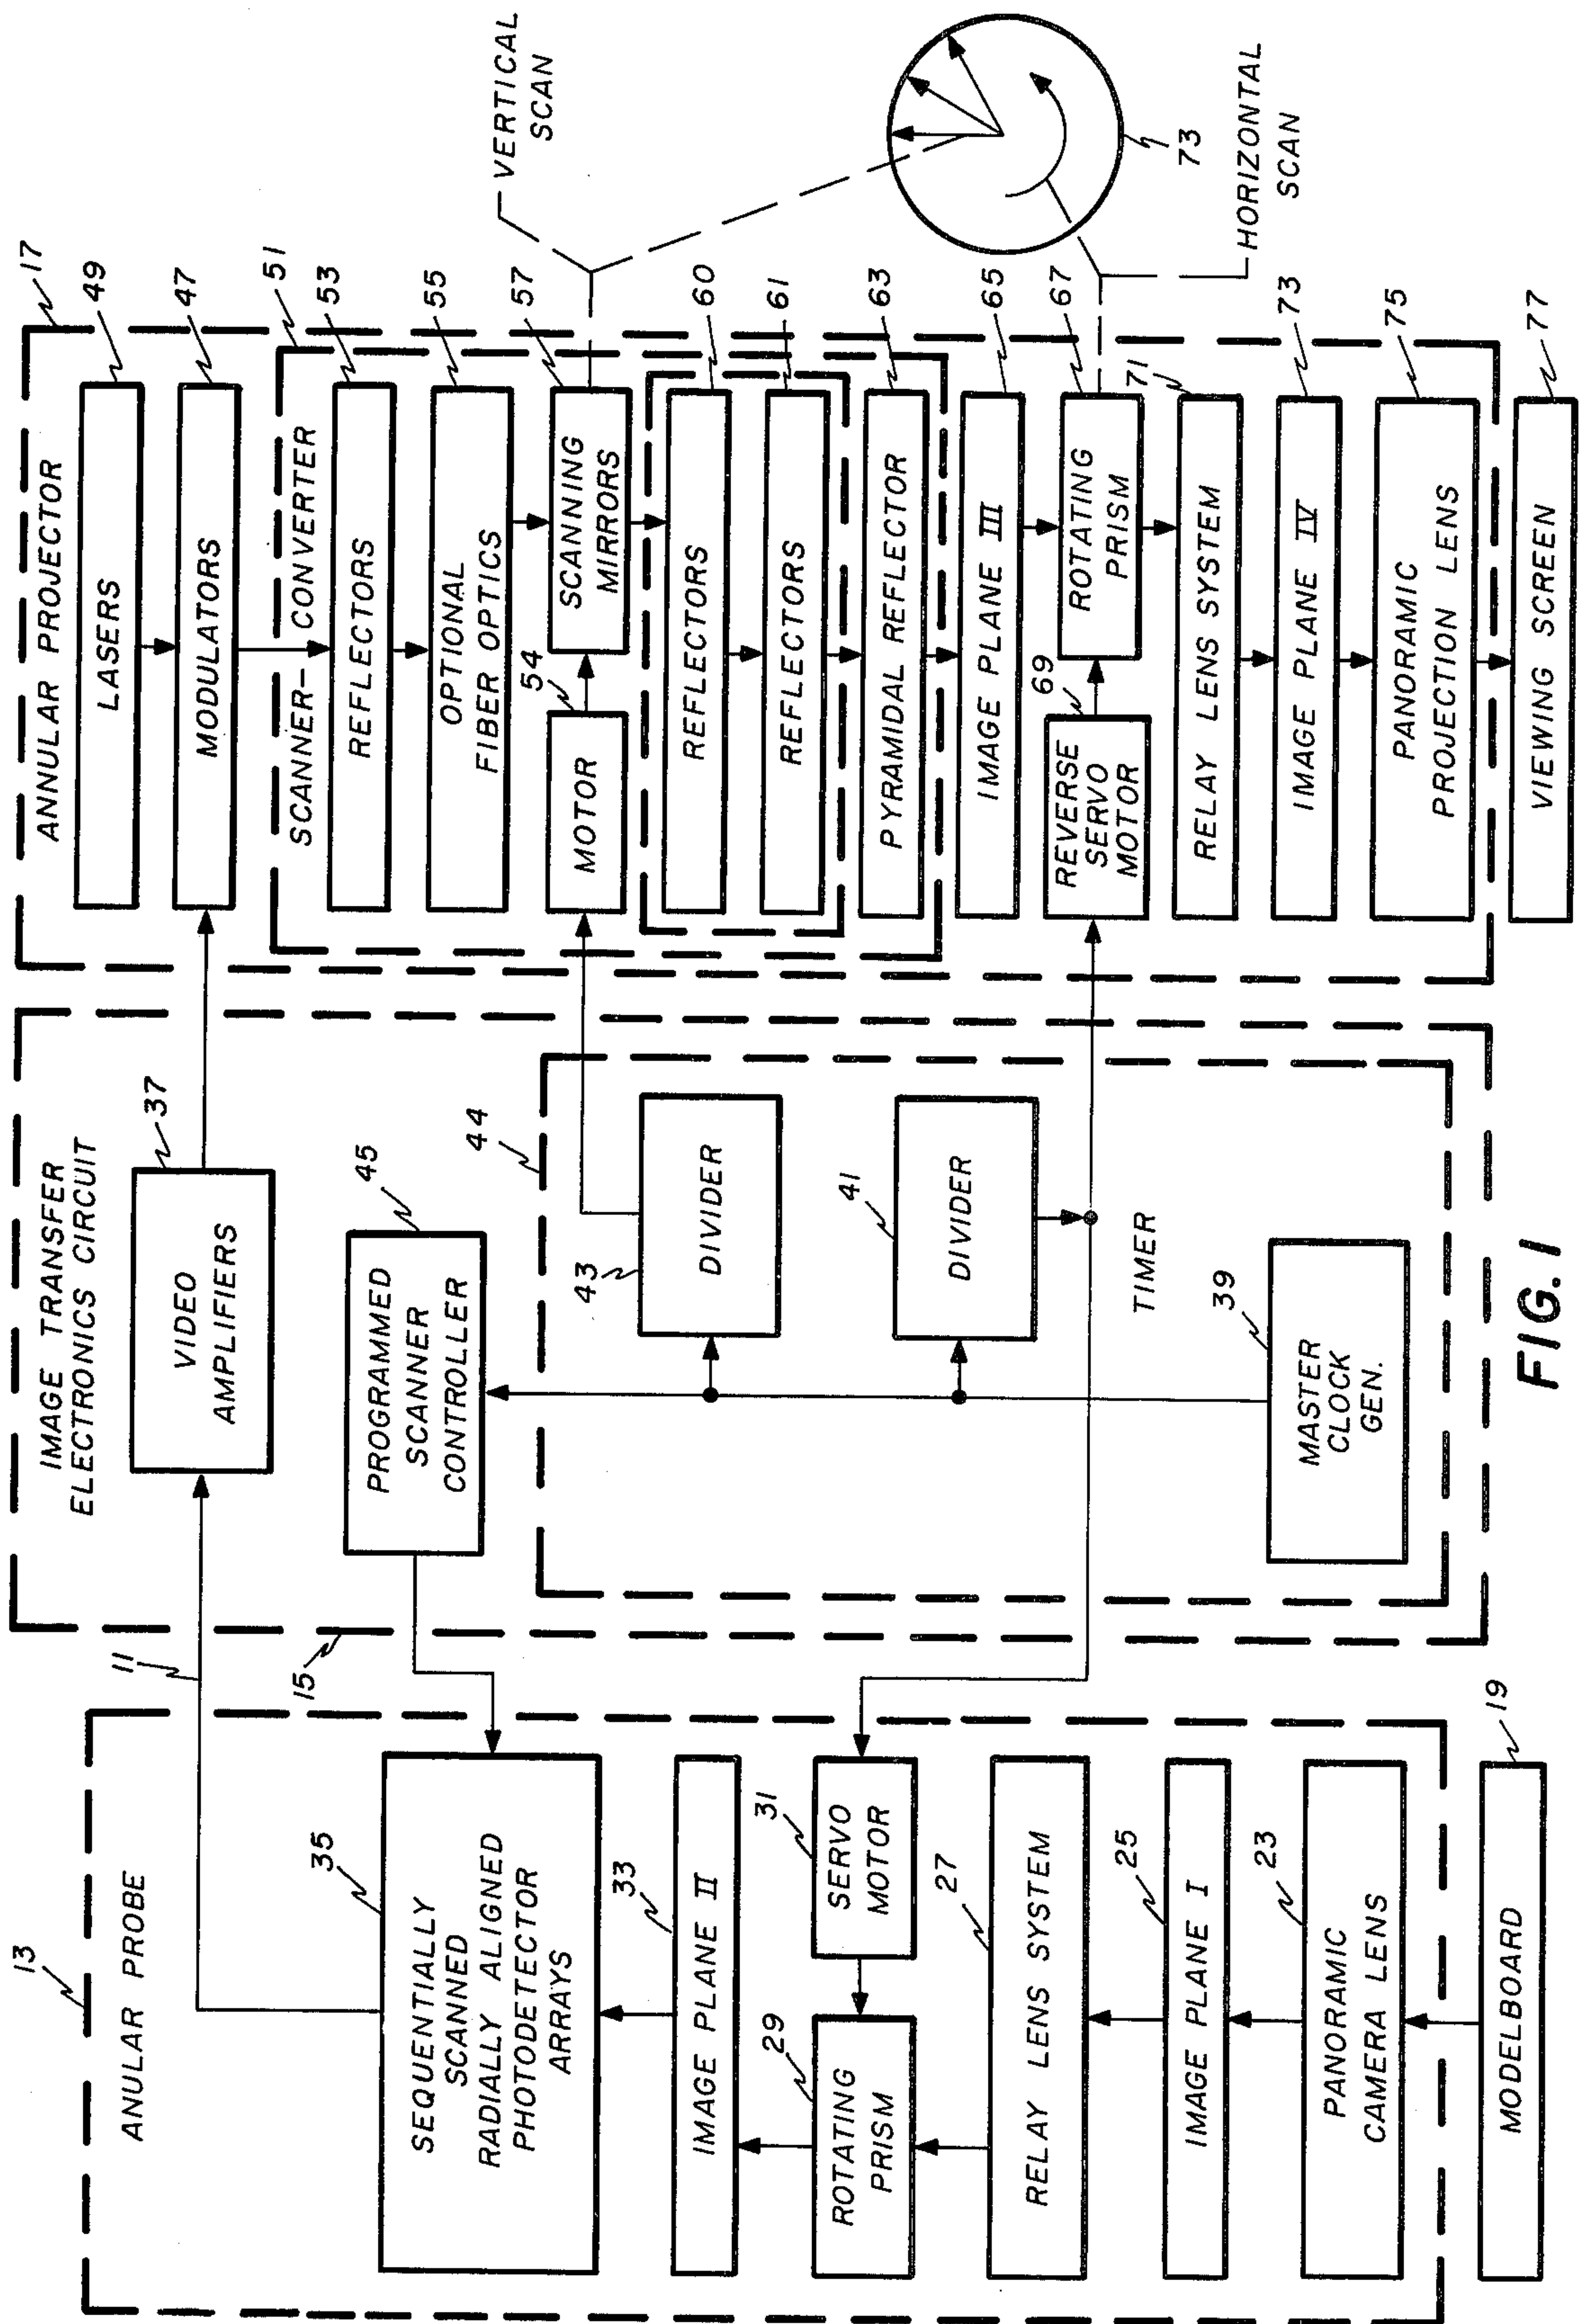 13
ANULAR PROBE
35
SEQUENTIALLY
SCANNED
RADIALLY ALIGNED
PHOTODETECTOR
ARRAYS
33
IMAGE PLANE II
29
ROTATING
PRISM
31
SERVO
MOTOR
27
RELAY LENS SYSTEM
25
IMAGE PLANE I
23
PANORAMIC
CAMERA LENS
19
MODELBOARD
11
15
IMAGE TRANSFER
ELECTRONICS CIRCUIT
37
VIDEO
AMPLIFIERS
45
PROGRAMMED
SCANNER
CONTROLLER
44
43
DIVIDER
41
DIVIDER
TIMER
39
MASTER
CLOCK
GEN.
17
ANNULAR PROJECTOR
49
LASERS
47
MODULATORS
51
SCANNER-CONVERTER
53
REFLECTORS
55
OPTIONAL
FIBER OPTICS
54
MOTOR
57
SCANNING
MIRRORS
60
REFLECTORS
61
REFLECTORS
63
PYRAMIDAL REFLECTOR
65
IMAGE PLANE III
69
REVERSE
SERVO
MOTOR
67
ROTATING
PRISM
71
RELAY LENS SYSTEM
73
IMAGE PLANE IV
75
PANORAMIC
PROJECTION LENS
77
VIEWING SCREEN
VERTICAL
SCAN
73
HORIZONTAL
SCAN
FIG. 1